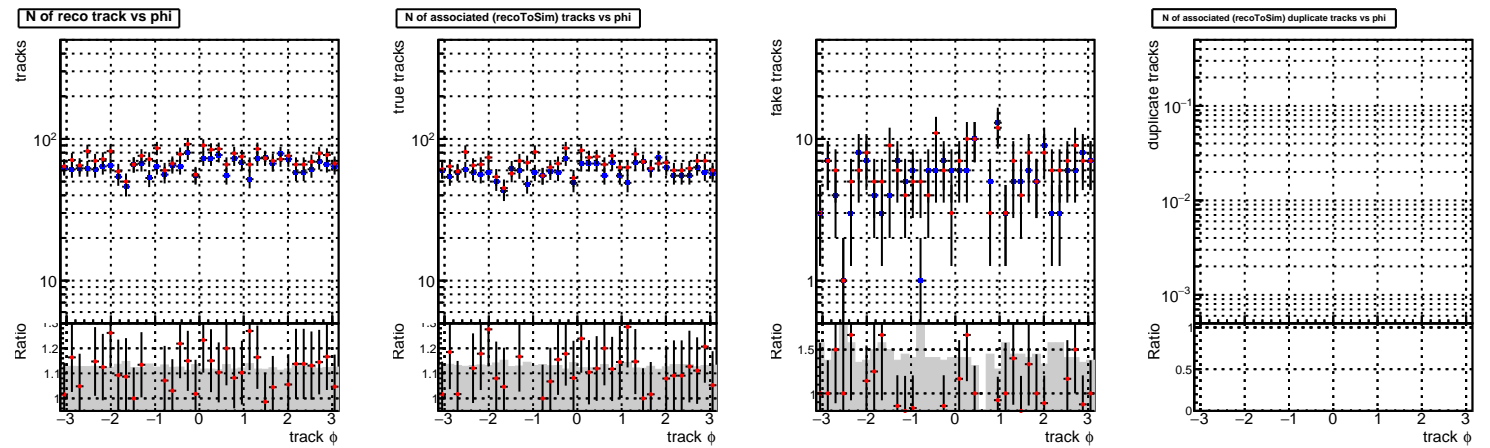 N of reco track vs phi
tracks
10²
10
Ratio
1.3
1.2
1.1
1
−3 −2 −1 0 1 2 3
track ϕ
N of associated (recoToSim) tracks vs phi
true tracks
10²
10
Ratio
1.3
1.2
1.1
1
−3 −2 −1 0 1 2 3
track ϕ
fake tracks
10
1
Ratio
1.5
1
−3 −2 −1 0 1 2 3
track ϕ
N of associated (recoToSim) duplicate tracks vs phi
duplicate tracks
10⁻¹
10⁻²
10⁻³
Ratio
1
0.5
0
−3 −2 −1 0 1 2 3
track ϕ